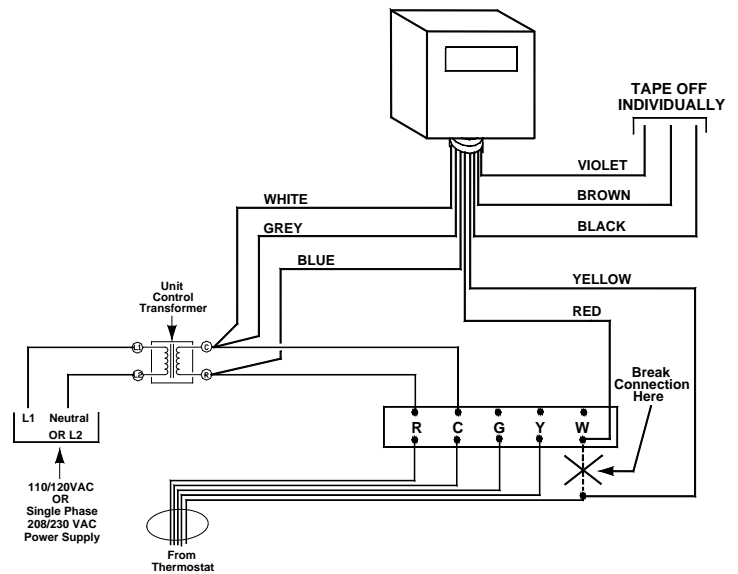 TAPE OFF
INDIVIDUALLY
VIOLET
BROWN
BLACK
WHITE
GREY
BLUE
YELLOW
RED
Unit
Control
Transformer
L1
C
L2
R
Break
Connection
Here
L1 Neutral
OR L2
R C G Y W
110/120VAC
OR
Single Phase
208/230 VAC
Power Supply
From
Thermostat